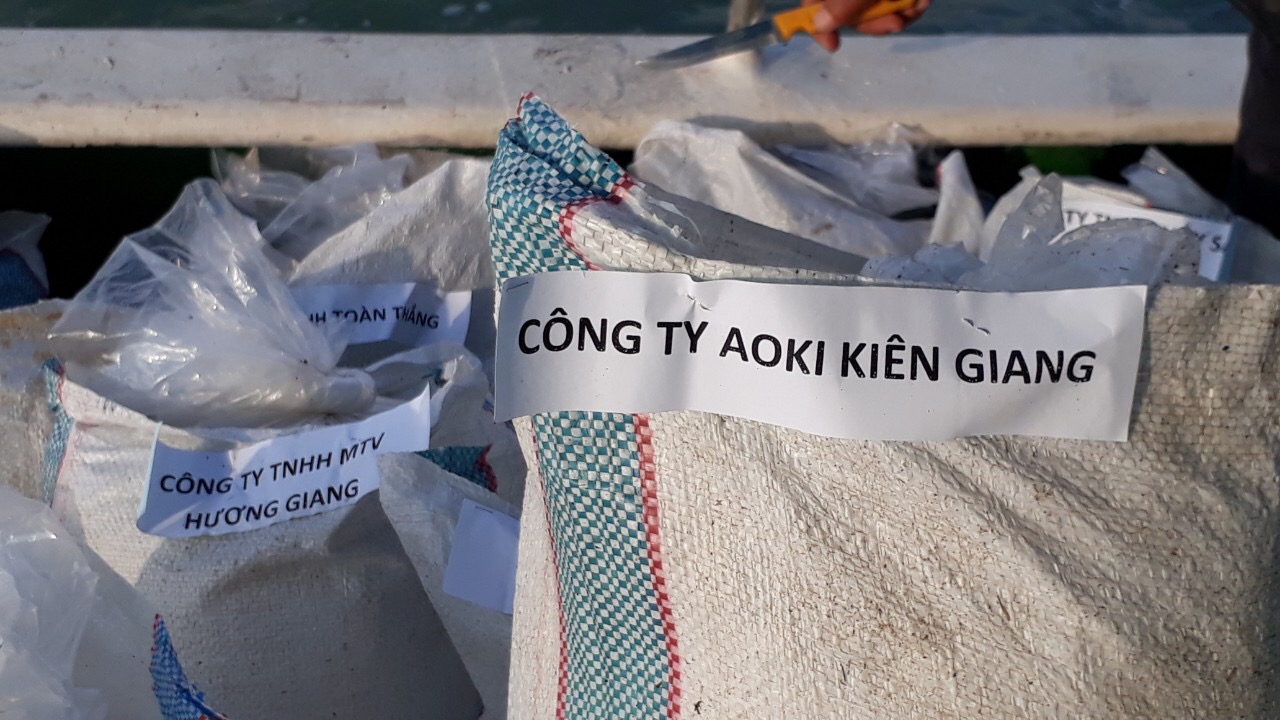 CÔNG TY AOKI KIÊN GIANG
TOÀN THẮNG
CÔNG TY TNHH MTV
HƯƠNG GIANG